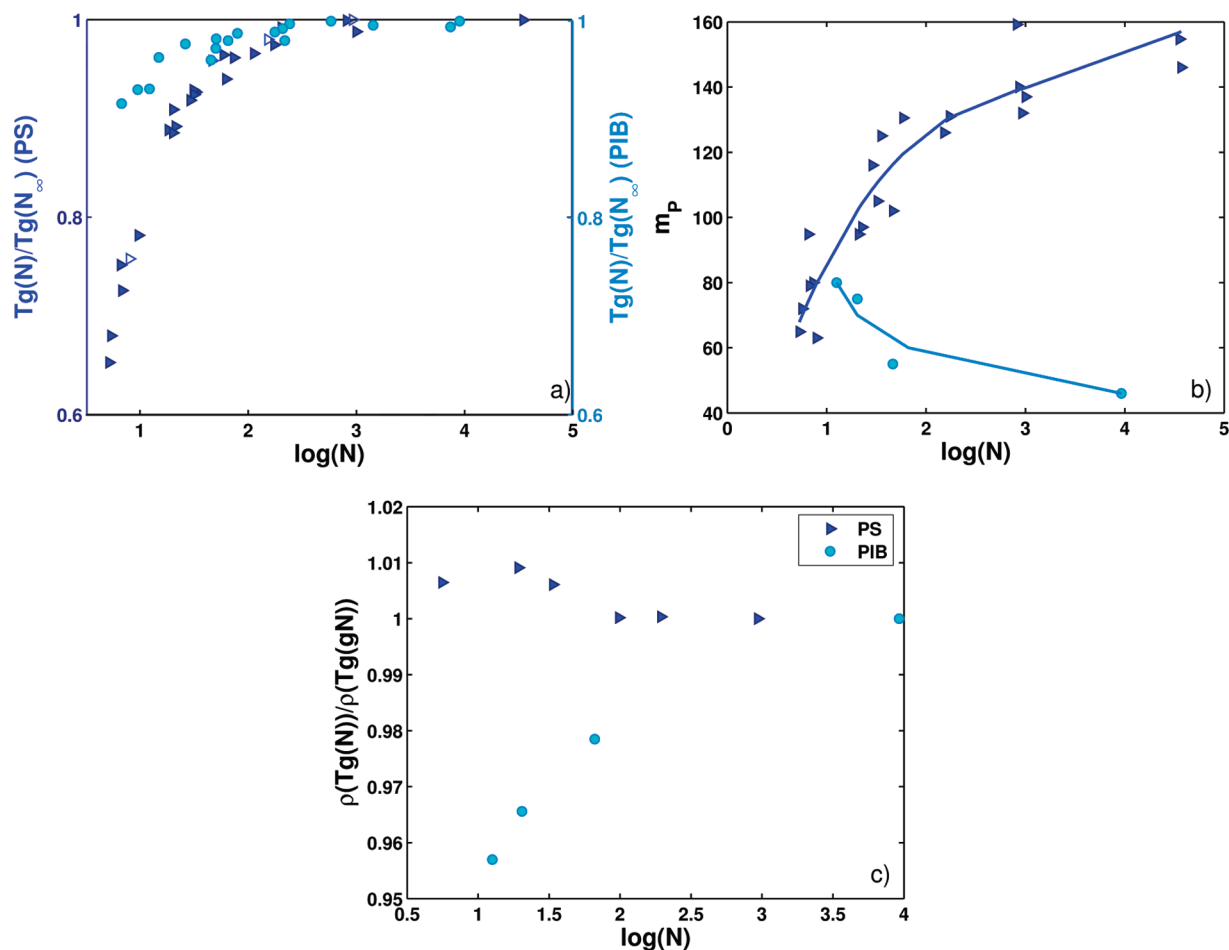 1
0.8
0.6
Tg(N)/Tg(N∞) (PS)
1
0.8
0.6
Tg(N)/Tg(N∞) (PIB)
a)
1 2 3 4 5
log(N)
160
140
120
100
80
60
40
mP
b)
0 1 2 3 4 5
log(N)
1.02
1.01
1
0.99
0.98
0.97
0.96
0.95
ρ(Tg(N))/ρ(Tg(gN))
PS
PIB
c)
0.5 1 1.5 2 2.5 3 3.5 4
log(N)